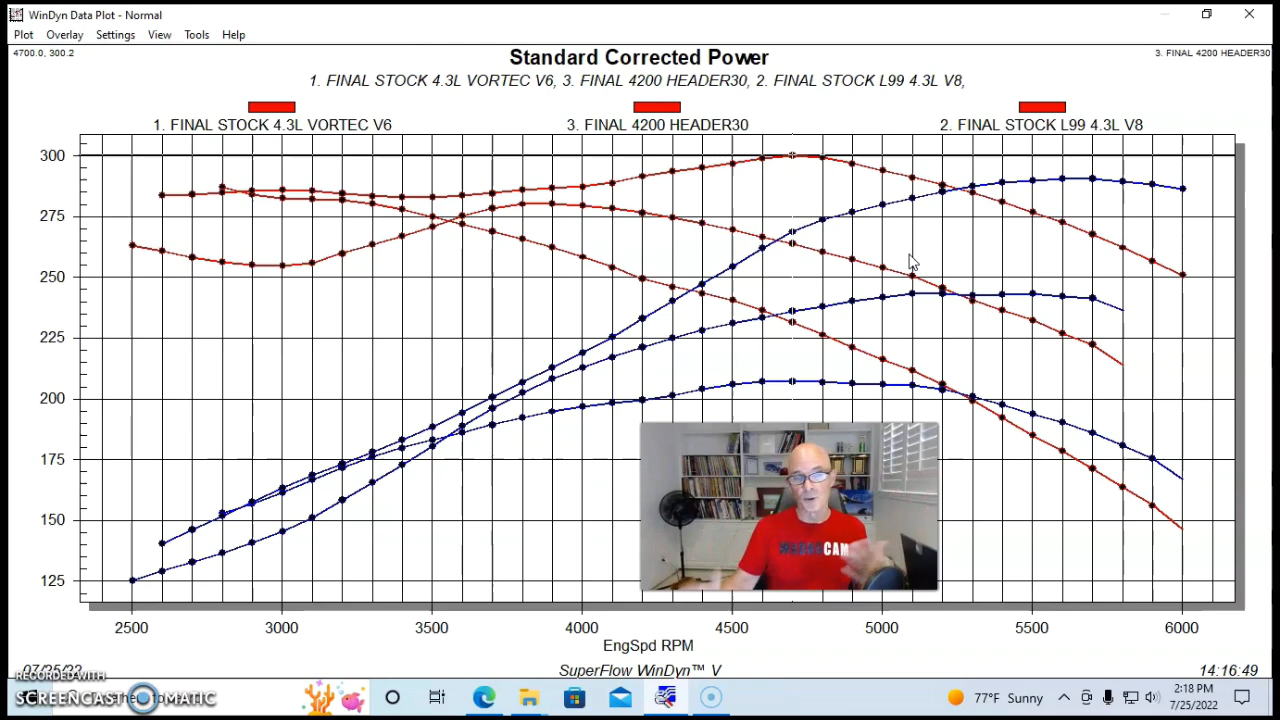 WinDyn Data Plot - Normal
Plot Overlay Settings View Tools Help
4700.0, 300.2
3. FINAL 4200 HEADER30
Standard Corrected Power
1. FINAL STOCK 4.3L VORTEC V6, 3. FINAL 4200 HEADER30, 2. FINAL STOCK L99 4.3L V8,
1. FINAL STOCK 4.3L VORTEC V6
3. FINAL 4200 HEADER30
2. FINAL STOCK L99 4.3L V8
300
275
250
225
200
175
150
125
2500 3000 3500 4000 4500 5000 5500 6000
EngSpd RPM
07/25/22
SuperFlow WinDyn™ V
14:16:49
RECORDED WITH
SCREENCAST MATIC
77°F Sunny
2:18 PM
7/25/2022